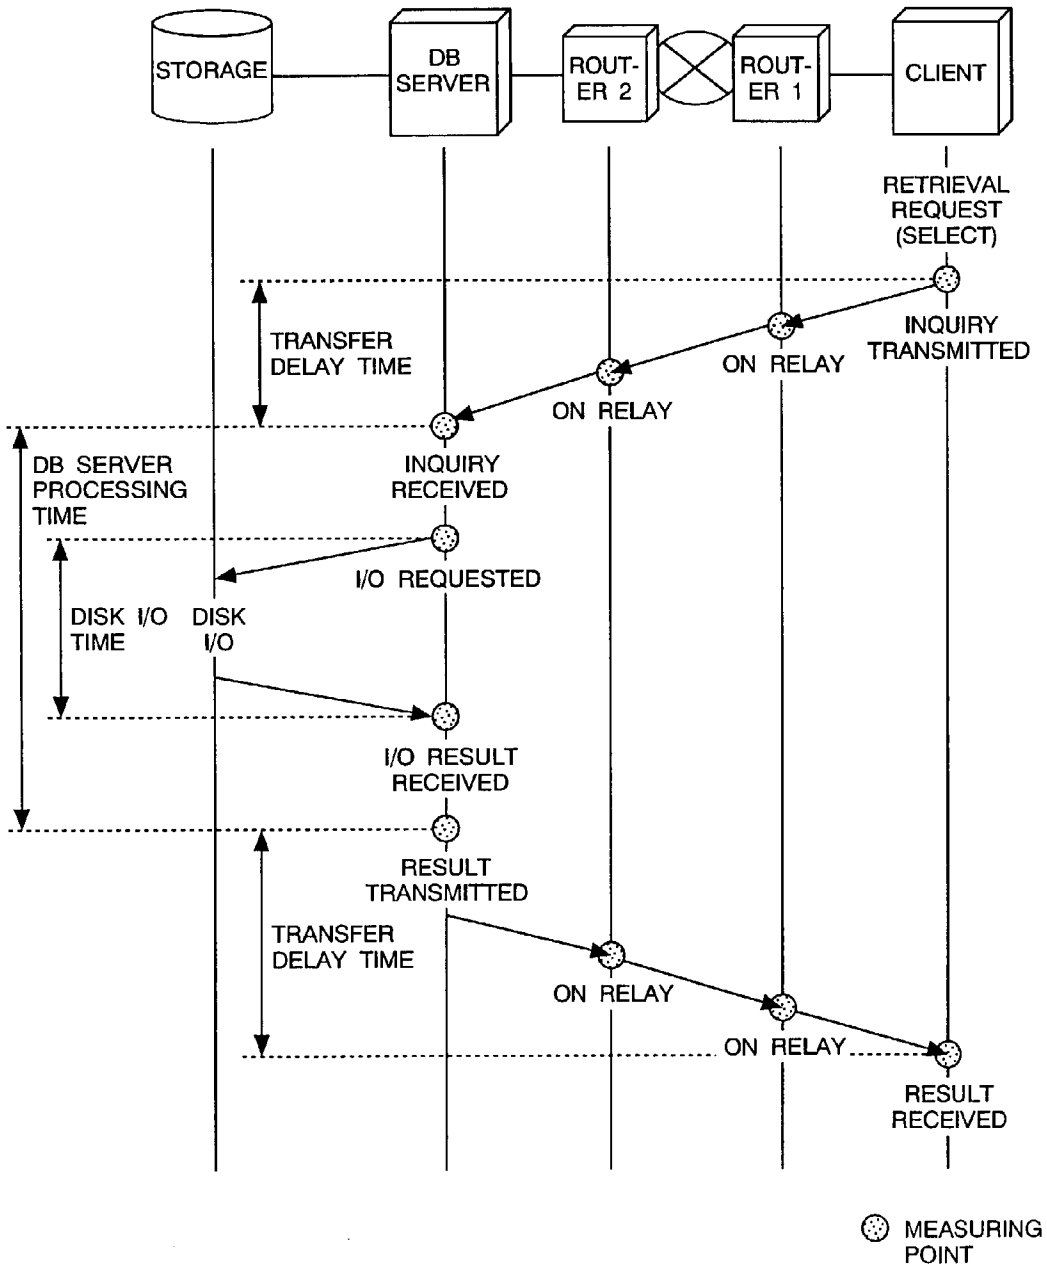 STORAGE
DB
SERVER
ROUT-
ER 2
ROUT-
ER 1
CLIENT
RETRIEVAL
REQUEST
(SELECT)
INQUIRY
TRANSMITTED
TRANSFER
DELAY TIME
ON RELAY
ON RELAY
INQUIRY
RECEIVED
DB SERVER
PROCESSING
TIME
I/O REQUESTED
DISK I/O
TIME
DISK
I/O
I/O RESULT
RECEIVED
RESULT
TRANSMITTED
TRANSFER
DELAY TIME
ON RELAY
ON RELAY
RESULT
RECEIVED
MEASURING
POINT